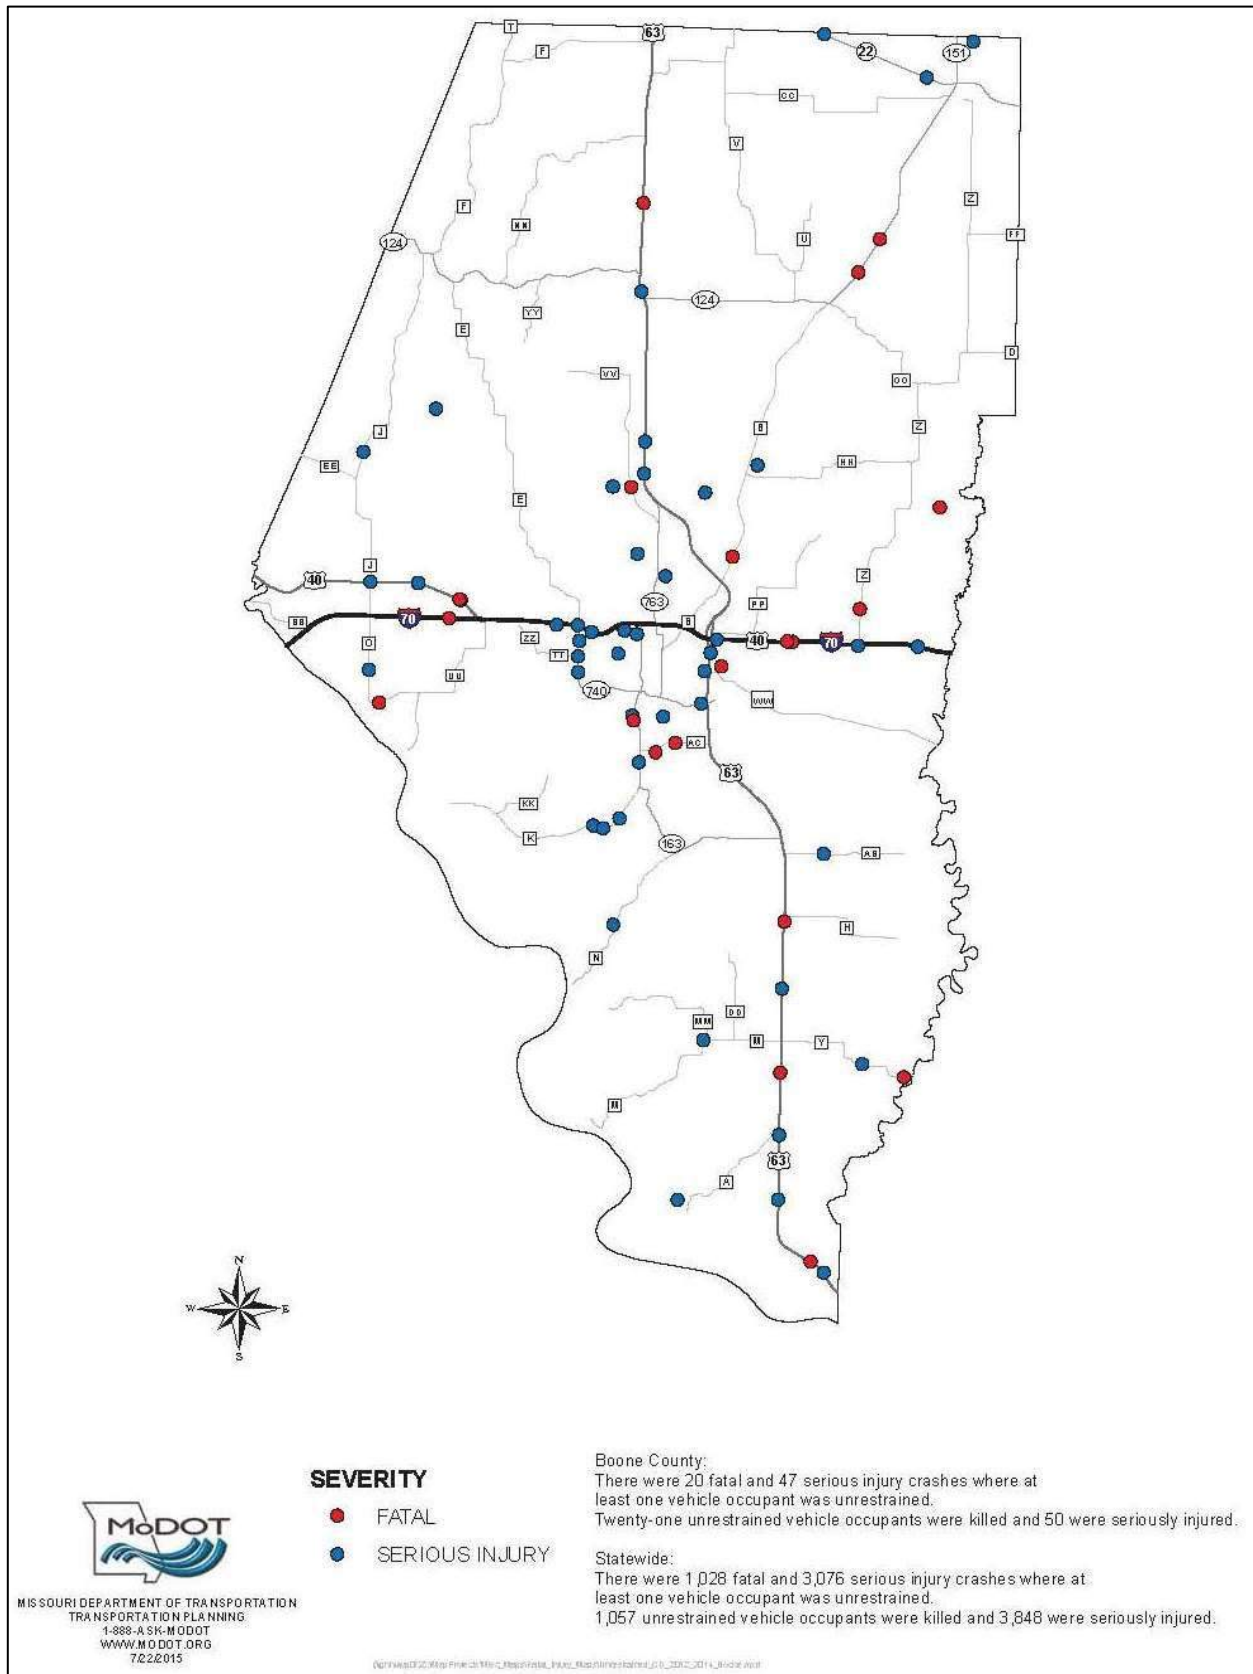 T
63
F
22
151
CC
V
F
Z
NN
U
FF
124
124
YY
E
D
VV
OO
J
B
Z
EE
HH
E
J
40
Z
763
PP
BB
70
B
ZZ
40
70
O
TT
UU
740
WW
AC
63
KK
K
163
AB
H
N
DD
MM
M
Y
M
63
A
N
W
E
S
SEVERITY
FATAL
SERIOUS INJURY
Boone County:
There were 20 fatal and 47 serious injury crashes where at
least one vehicle occupant was unrestrained.
Twenty-one unrestrained vehicle occupants were killed and 50 were seriously injured.
Statewide:
There were 1,028 fatal and 3,076 serious injury crashes where at
least one vehicle occupant was unrestrained.
1,057 unrestrained vehicle occupants were killed and 3,848 were seriously injured.
MoDOT
MISSOURI DEPARTMENT OF TRANSPORTATION
TRANSPORTATION PLANNING
1-888-ASK-MODOT
WWW.MODOT.ORG
7/22/2015